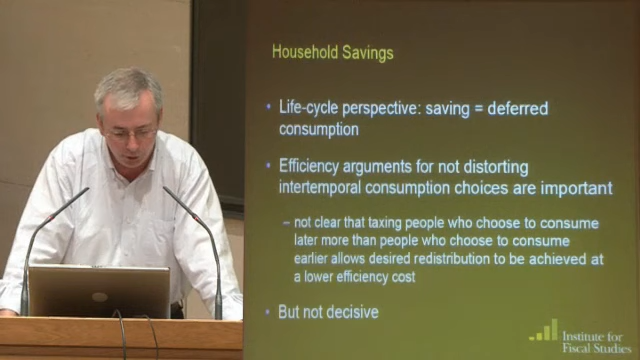 Household Savings
• Life-cycle perspective: saving = deferred
consumption
• Efficiency arguments for not distorting
intertemporal consumption choices are important
– not clear that taxing people who choose to consume
later more than people who choose to consume
earlier allows desired redistribution to be achieved at
a lower efficiency cost
• But not decisive
Institute for
Fiscal Studies